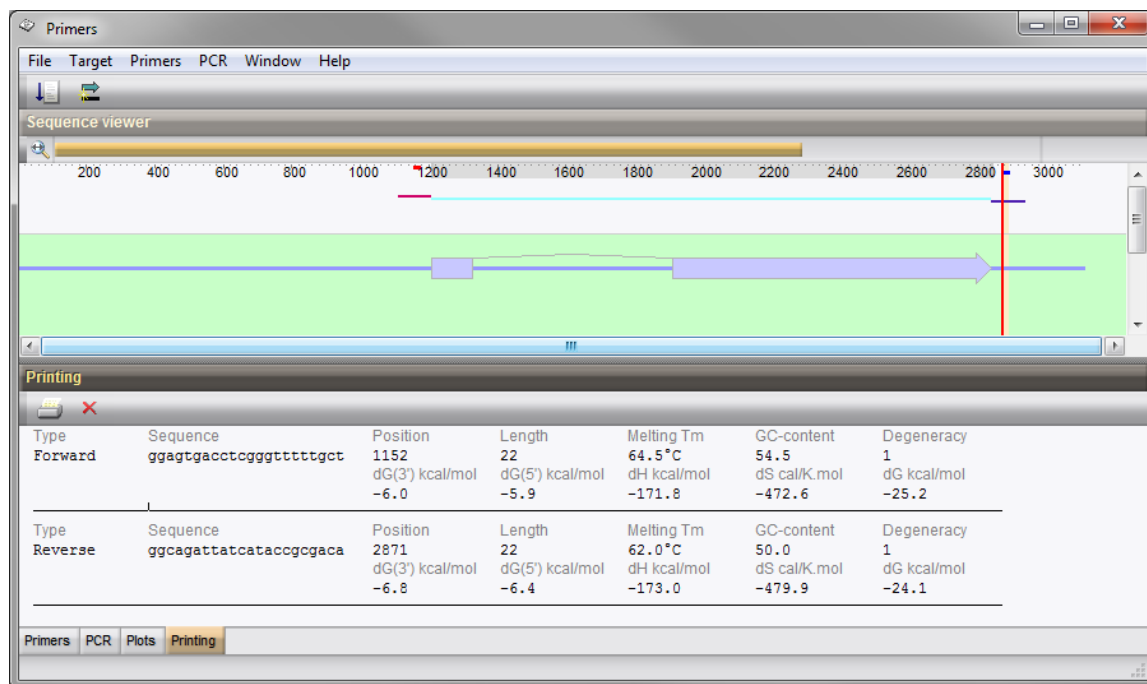 Primers
File Target Primers PCR Window Help
Sequence viewer
200 400 600 800 1000 1200 1400 1600 1800 2000 2200 2400 2600 2800 3000
Printing
Type Sequence Position Length Melting Tm GC-content Degeneracy
Forward ggagtgacctcgggtttttgct 1152 22 64.5°C 54.5 1
dG(3') kcal/mol dG(5') kcal/mol dH kcal/mol dS cal/K.mol dG kcal/mol
-6.0 -5.9 -171.8 -472.6 -25.2
Type Sequence Position Length Melting Tm GC-content Degeneracy
Reverse ggcagattatcataccgcgaca 2871 22 62.0°C 50.0 1
dG(3') kcal/mol dG(5') kcal/mol dH kcal/mol dS cal/K.mol dG kcal/mol
-6.8 -6.4 -173.0 -479.9 -24.1
Primers PCR Plots Printing